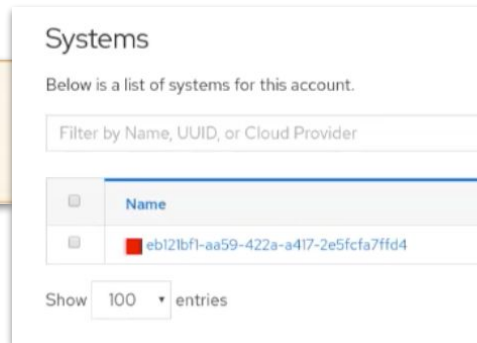 Systems
Below is a list of systems for this account.
Filter by Name, UUID, or Cloud Provider
Name
eb121bf1-aa59-422a-a417-2e5fcfa7ffd4
Show 100 entries